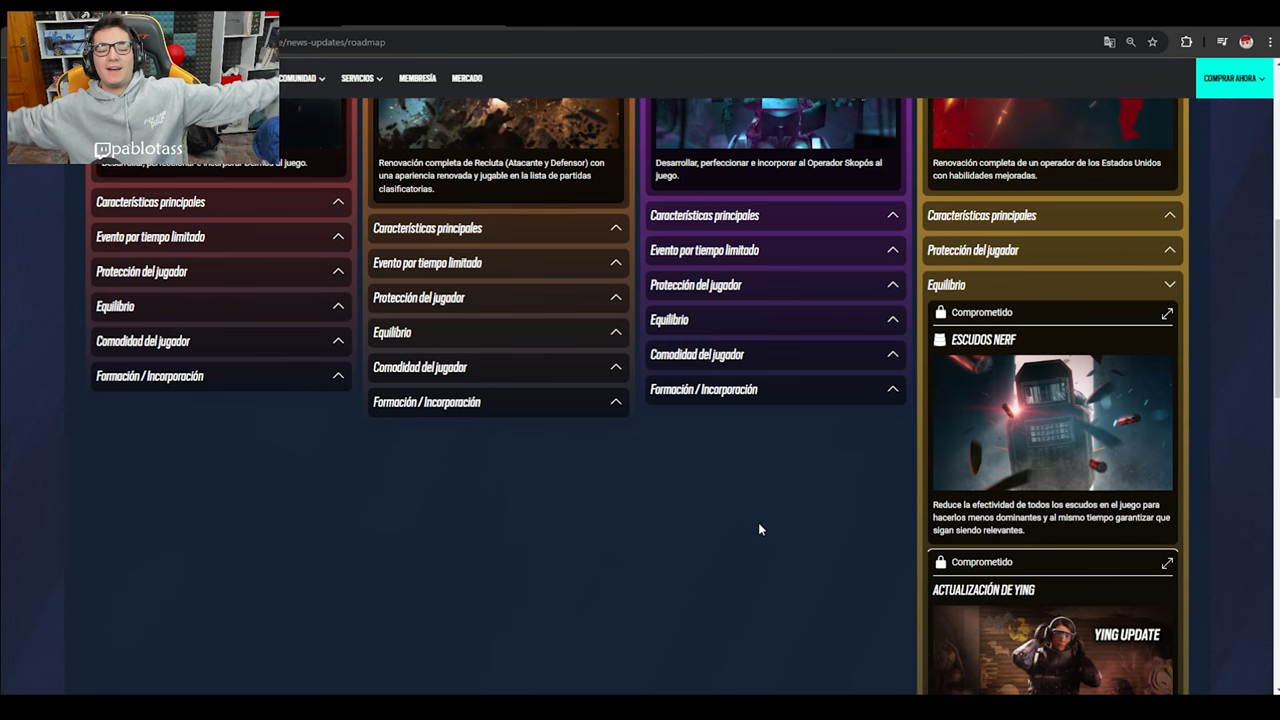 e/news-updates/roadmap
COMUNIDAD
SERVICIOS
MEMBRESÍA
MERCADO
COMPRAR AHORA
pablotass
Desarrollar, perfeccionar e incorporar Deimos al juego.
Características principales
Evento por tiempo limitado
Protección del jugador
Equilibrio
Comodidad del jugador
Formación / Incorporación
Renovación completa de Recluta (Atacante y Defensor) con
una apariencia renovada y jugable en la lista de partidas
clasificatorias.
Características principales
Evento por tiempo limitado
Protección del jugador
Equilibrio
Comodidad del jugador
Formación / Incorporación
Desarrollar, perfeccionar e incorporar al Operador Skopós al
juego.
Características principales
Evento por tiempo limitado
Protección del jugador
Equilibrio
Comodidad del jugador
Formación / Incorporación
Renovación completa de un operador de los Estados Unidos
con habilidades mejoradas.
Características principales
Protección del jugador
Equilibrio
Comprometido
ESCUDOS NERF
Reduce la efectividad de todos los escudos en el juego para
hacerlos menos dominantes y al mismo tiempo garantizar que
sigan siendo relevantes.
Comprometido
ACTUALIZACIÓN DE YING
YING UPDATE